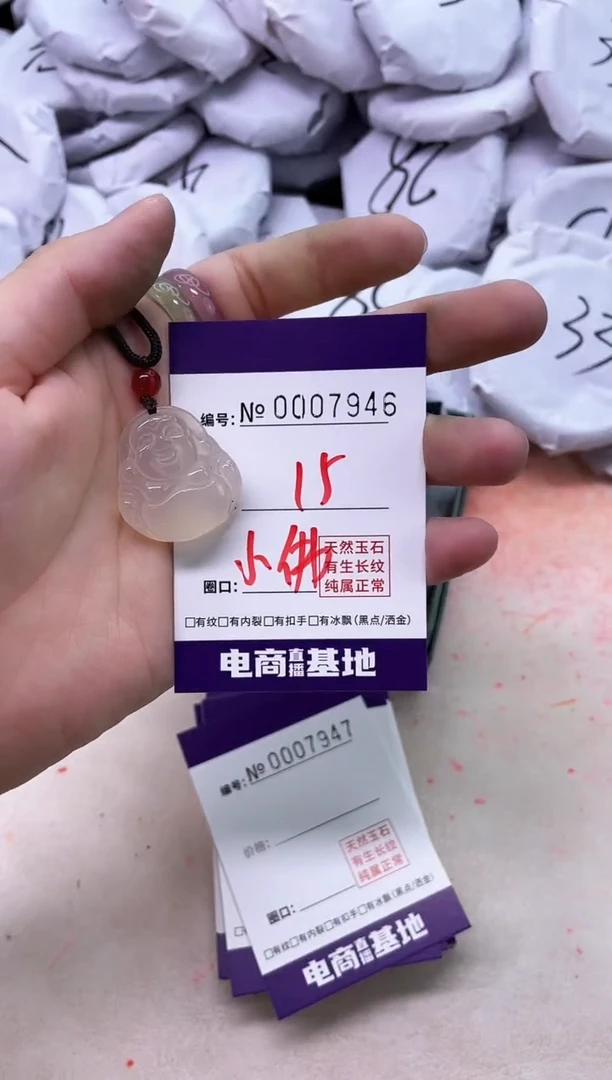 编号: № 0007946
15
小佛
圈口:
天然玉石
有生长纹
纯属正常
□有纹□有内裂□有扣手□有冰飘(黑点/洒金)
电商直播基地
编号: № 0007947
价格:
天然玉石
有生长纹
纯属正常
圈口:
□有纹□有内裂□有扣手□有冰飘(黑点/洒金)
电商直播基地